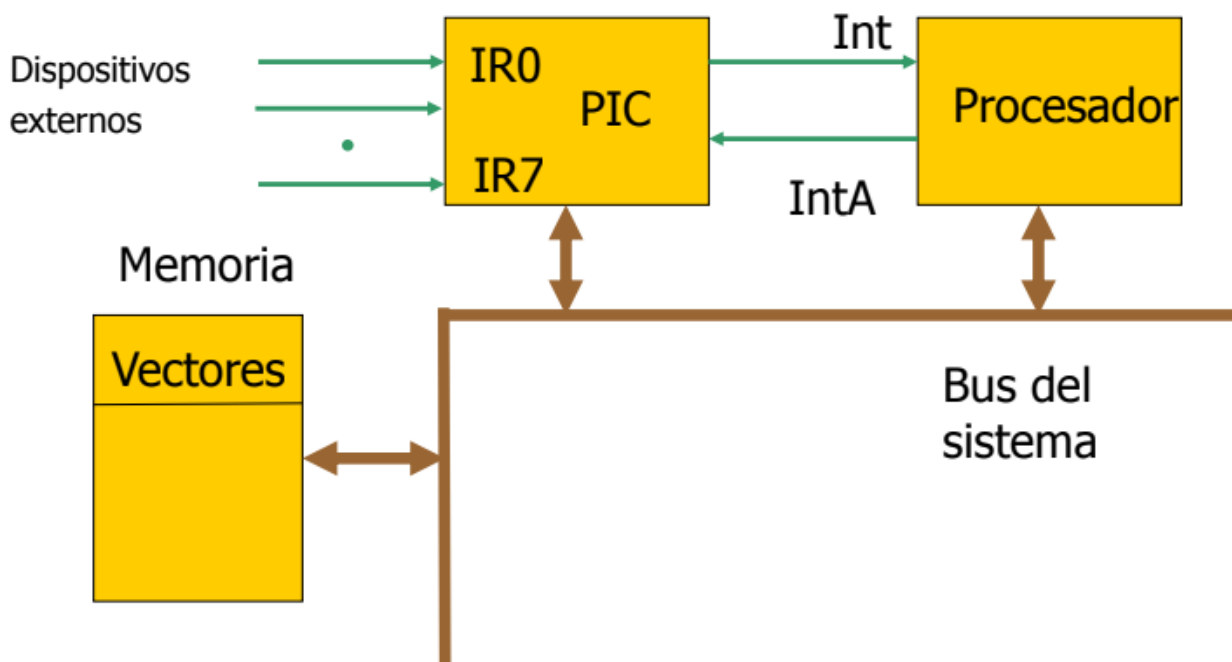 Dispositivos
externos
IR0
PIC
IR7
Int
IntA
Procesador
Memoria
Vectores
Bus del
sistema